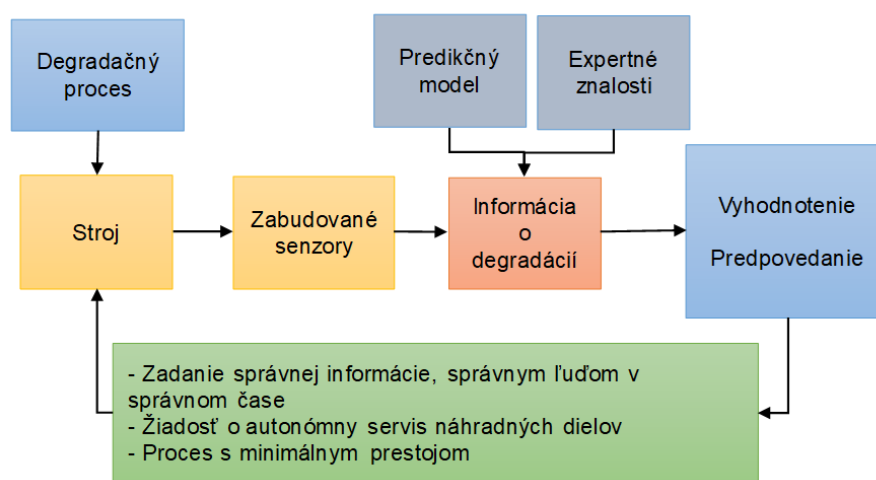 Degradačný
proces
Predikčný
model
Expertné
znalosti
Stroj
Zabudované
senzory
Informácia
o
degradácií
Vyhodnotenie
Predpovedanie
- Zadanie správnej informácie, správnym ľuďom v
správnom čase
- Žiadosť o autonómny servis náhradných dielov
- Proces s minimálnym prestojom